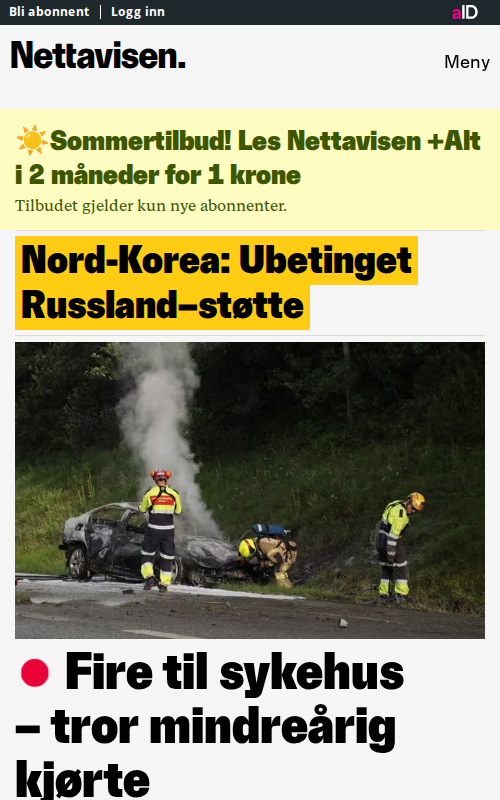 Bli abonnent
Logg inn
aID
Nettavisen.
Meny
Sommertilbud! Les Nettavisen +Alt
i 2 måneder for 1 krone
Tilbudet gjelder kun nye abonnenter.
Nord-Korea: Ubetinget
Russland–støtte
Fire til sykehus
– tror mindreårig
kjørte